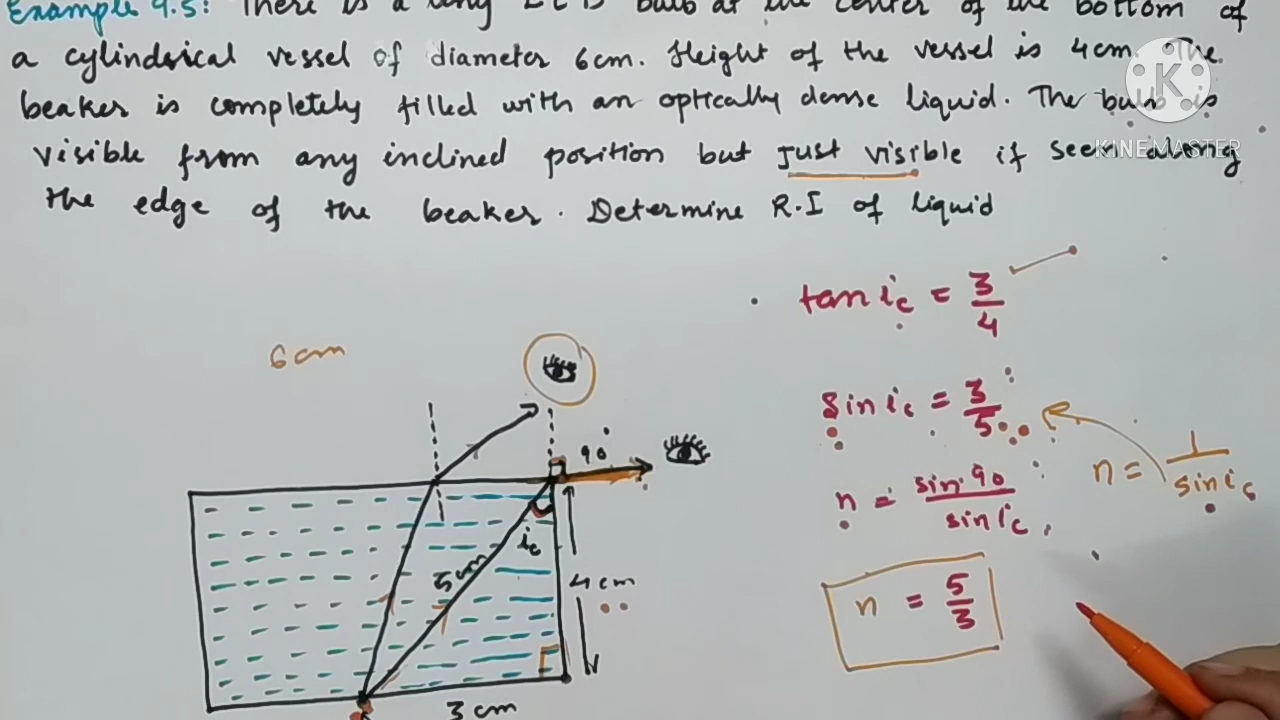 Example 9.5: There is a tiny LED bulb at the center of the bottom of
a cylindrical vessel of diameter 6cm. Height of the vessel is 4cm. The
beaker is completely filled with an optically dense liquid. The bulb is
visible from any inclined position but just visible if seen along
the edge of the beaker. Determine R.I of liquid
K
KINEMASTER
tan ic = 3/4
6cm
sin ic = 3/5
90
n = 1/sin ic
n = sin 90/sin ic
ic
5cm
4cm
n = 5/3
3cm